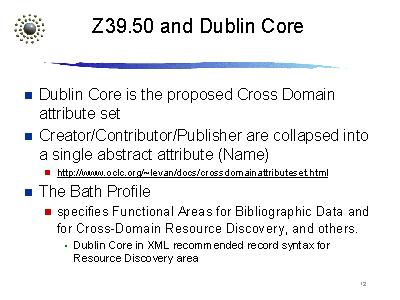 Z39.50 and Dublin Core
Dublin Core is the proposed Cross Domain
attribute set
Creator/Contributor/Publisher are collapsed into
a single abstract attribute (Name)
http://www.oclc.org/~levan/docs/crossdomainattributeset.html
The Bath Profile
specifies Functional Areas for Bibliographic Data and
for Cross-Domain Resource Discovery, and others.
Dublin Core in XML recommended record syntax for
Resource Discovery area
12